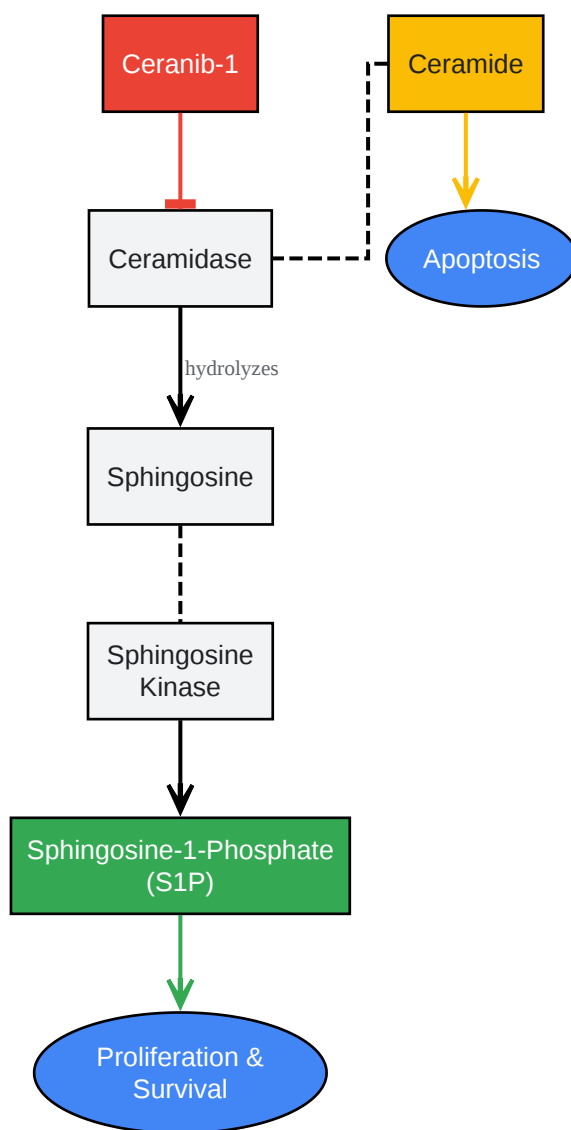 Ceranib-1
Ceramide
Ceramidase
Apoptosis
hydrolyzes
Sphingosine
Sphingosine
Kinase
Sphingosine-1-Phosphate
(S1P)
Proliferation &
Survival